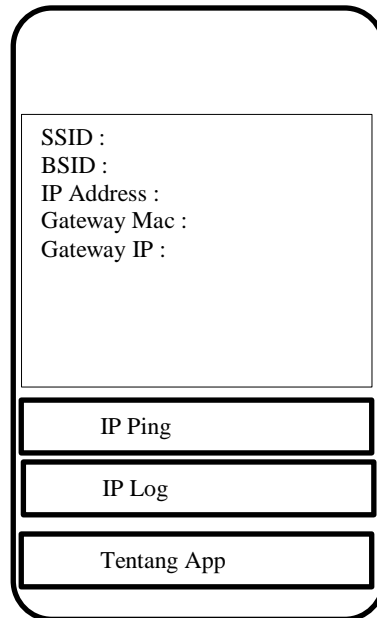 SSID :
BSID :
IP Address :
Gateway Mac :
Gateway IP :
IP Ping
IP Log
Tentang App